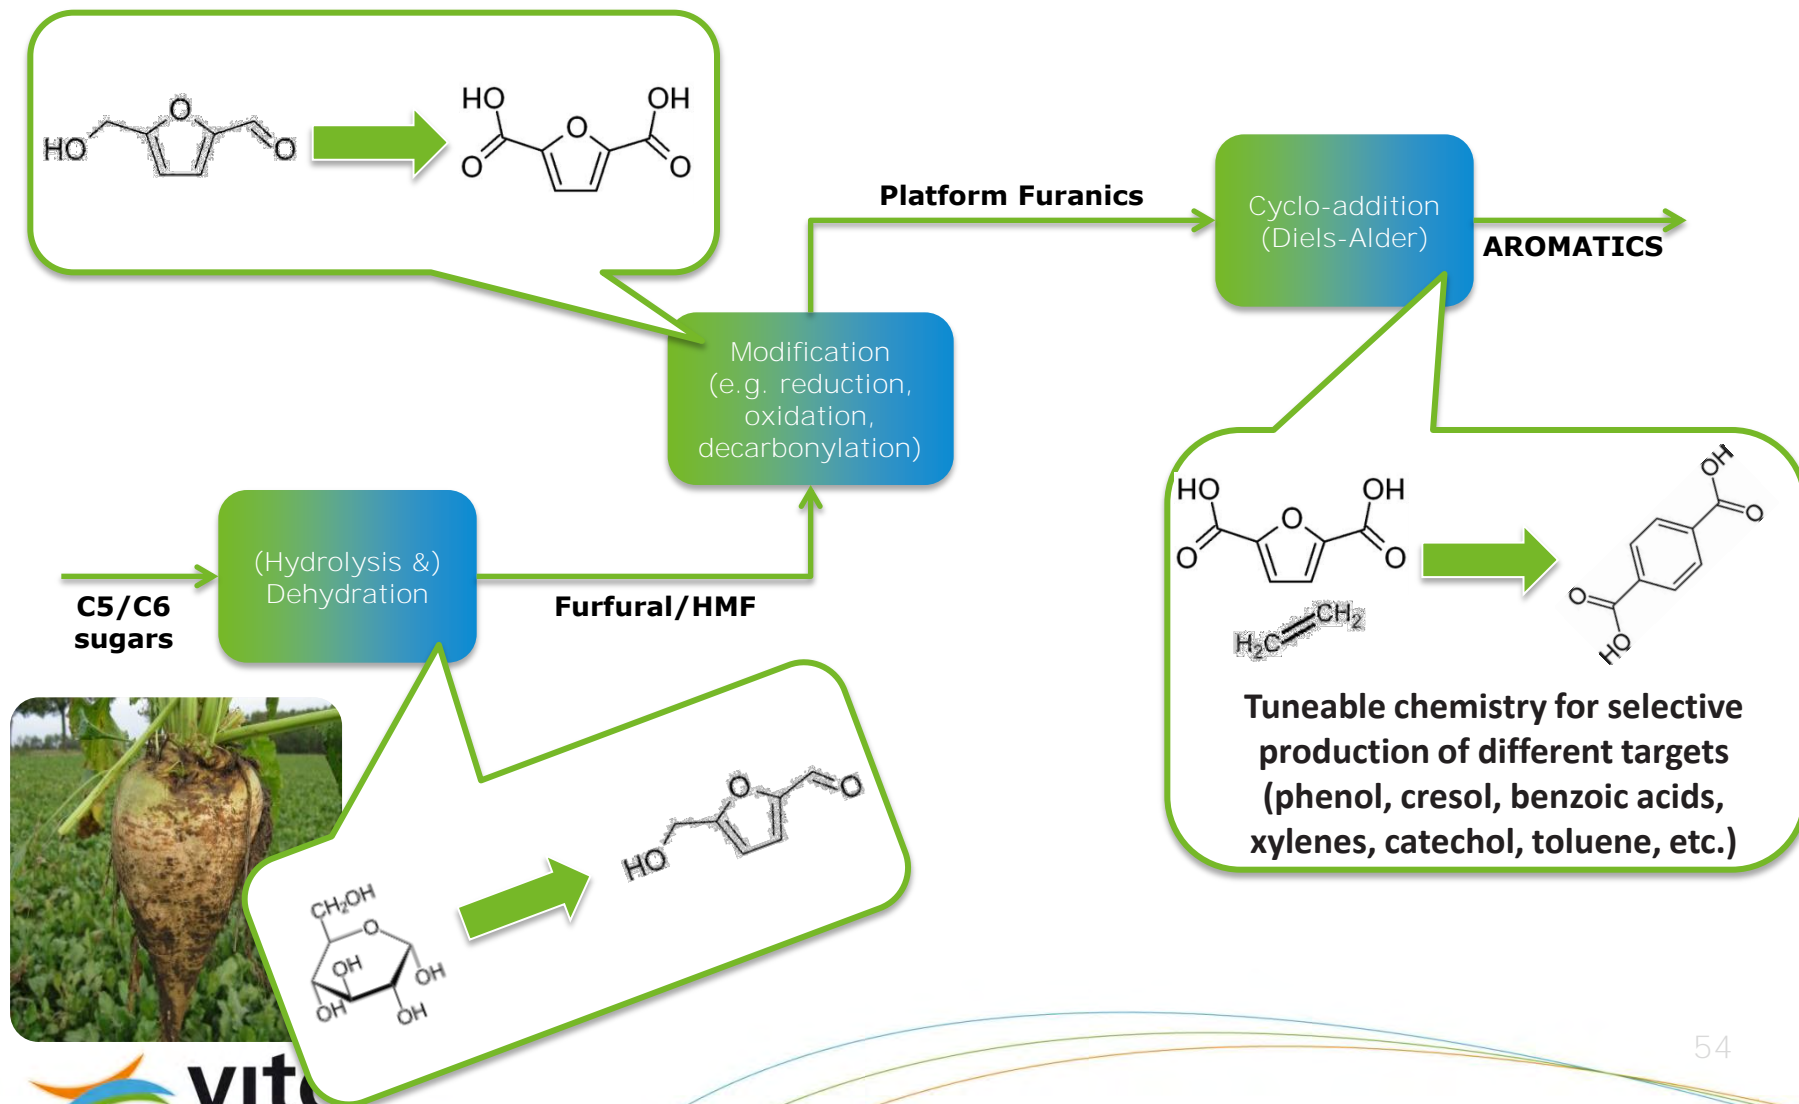 HO
O
O
HO
OH
O
O
O
Platform Furanics
Cyclo-addition
(Diels-Alder)
AROMATICS
Modification
(e.g. reduction,
oxidation,
decarbonylation)
(Hydrolysis &)
Dehydration
C5/C6
sugars
Furfural/HMF
HO
OH
O
O
O
H₂C
CH₂
OH
O
O
HO
Tuneable chemistry for selective
production of different targets
(phenol, cresol, benzoic acids,
xylenes, catechol, toluene, etc.)
CH₂OH
O
OH
OH
OH
OH
HO
O
O
54